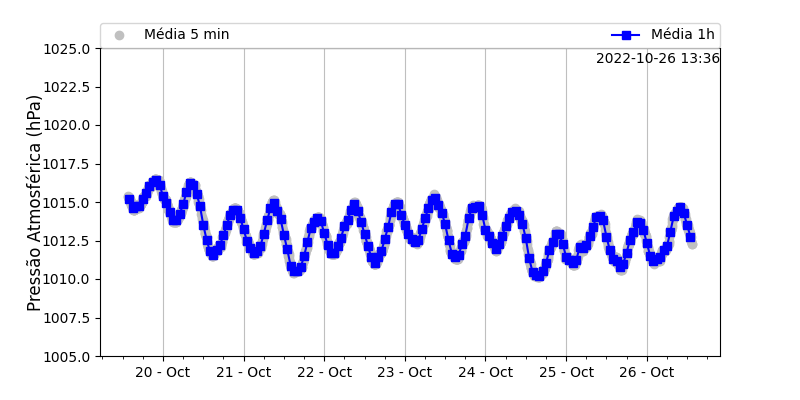 Média 5 min
Média 1h
2022-10-26 13:36
Pressão Atmosférica (hPa)
1025.0
1022.5
1020.0
1017.5
1015.0
1012.5
1010.0
1007.5
1005.0
20 - Oct
21 - Oct
22 - Oct
23 - Oct
24 - Oct
25 - Oct
26 - Oct